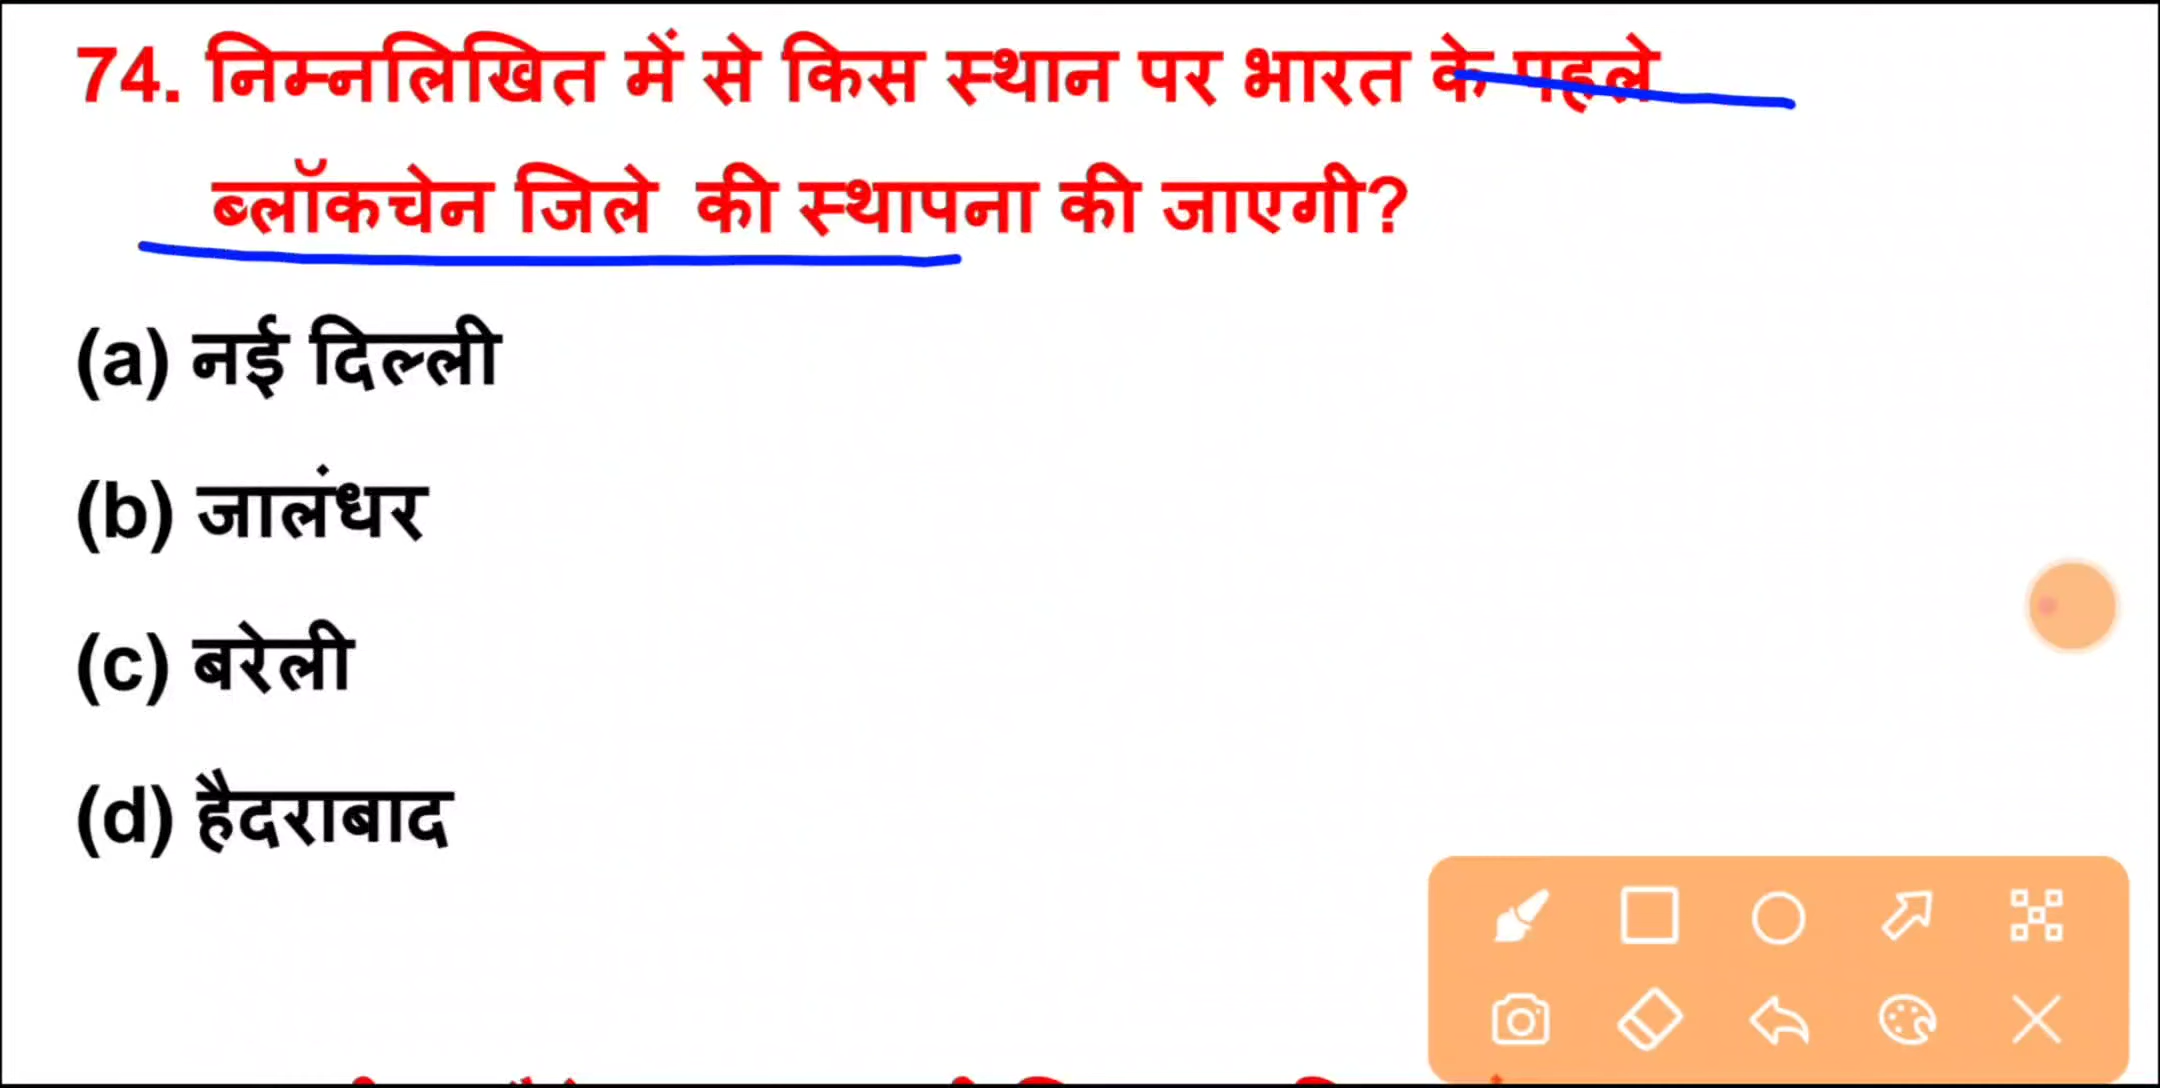 74. निम्नलिखित में से किस स्थान पर भारत के पहले
ब्लॉकचेन जिले की स्थापना की जाएगी?
(a) नई दिल्ली
(b) जालंधर
(c) बरेली
(d) हैदराबाद